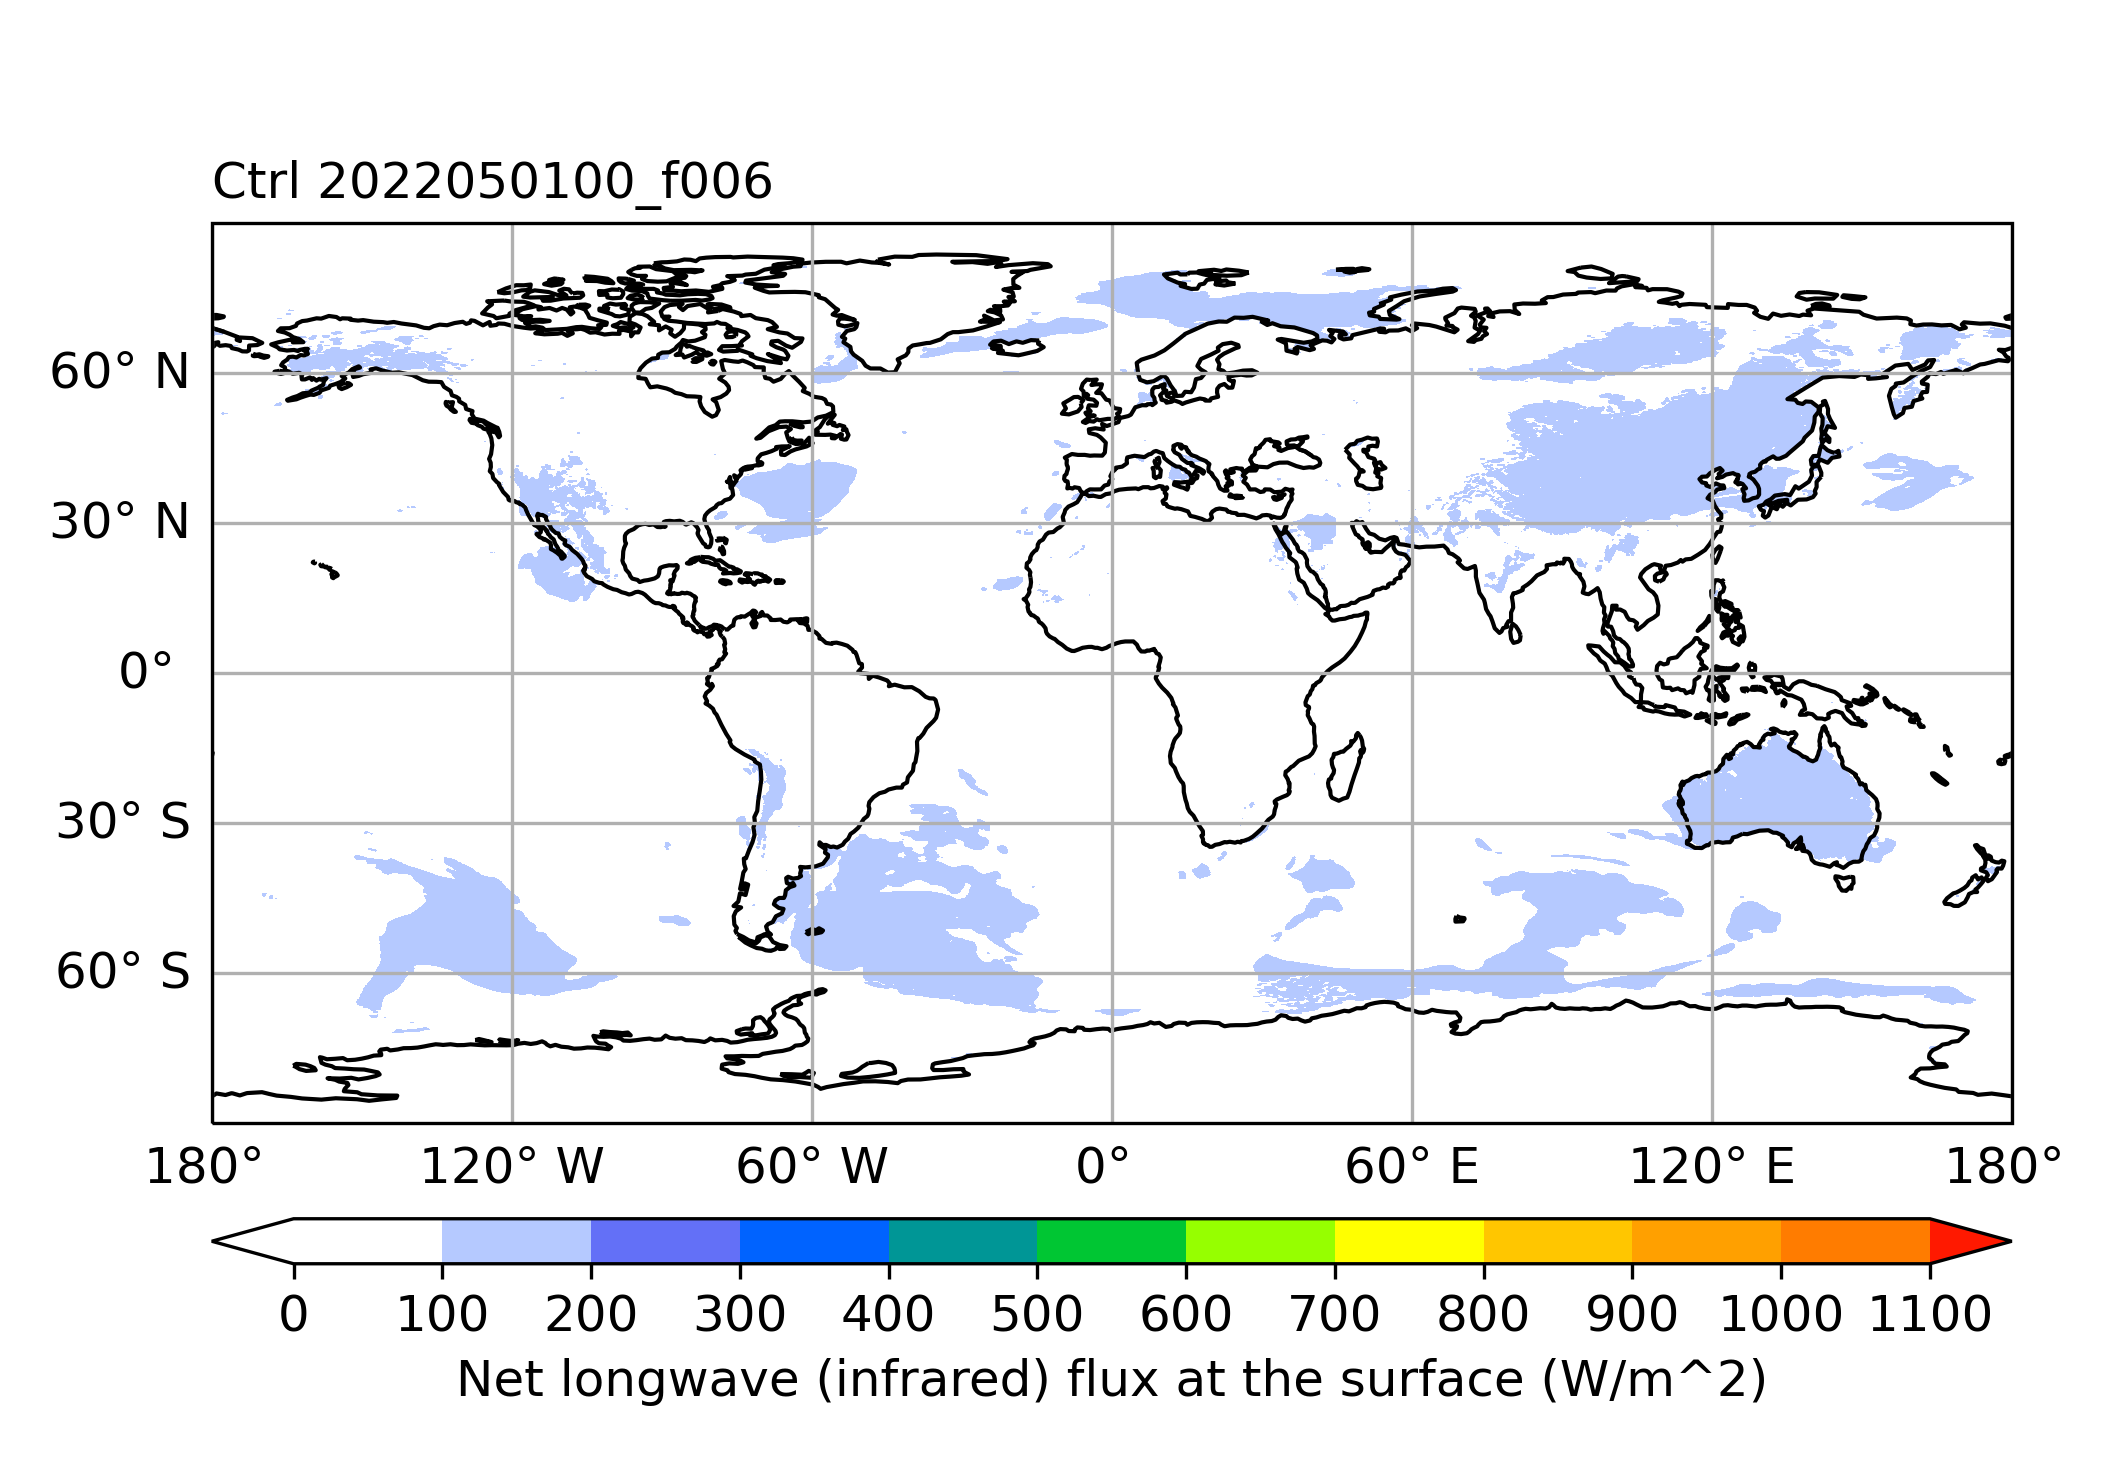 Ctrl 2022050100_f006
60° N
30° N
0°
30° S
60° S
180° 120° W 60° W 0° 60° E 120° E 180°
0 100 200 300 400 500 600 700 800 900 1000 1100
Net longwave (infrared) flux at the surface (W/m^2)